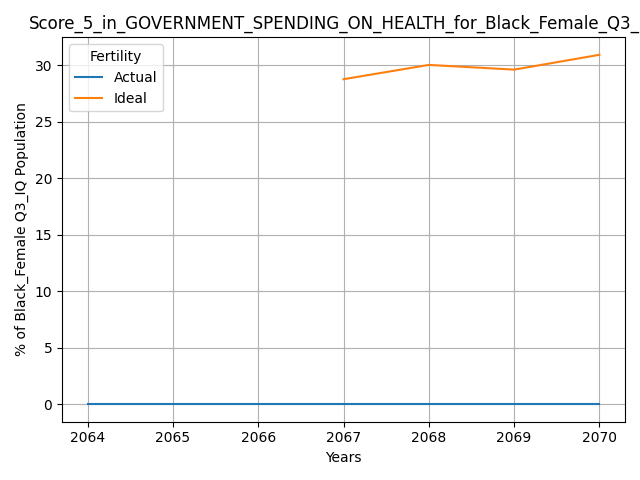 Score_5_in_GOVERNMENT_SPENDING_ON_HEALTH_for_Black_Female_Q3_
Fertility
Actual
Ideal
% of Black_Female Q3_IQ Population
30
25
20
15
10
5
0
2064 2065 2066 2067 2068 2069 2070
Years